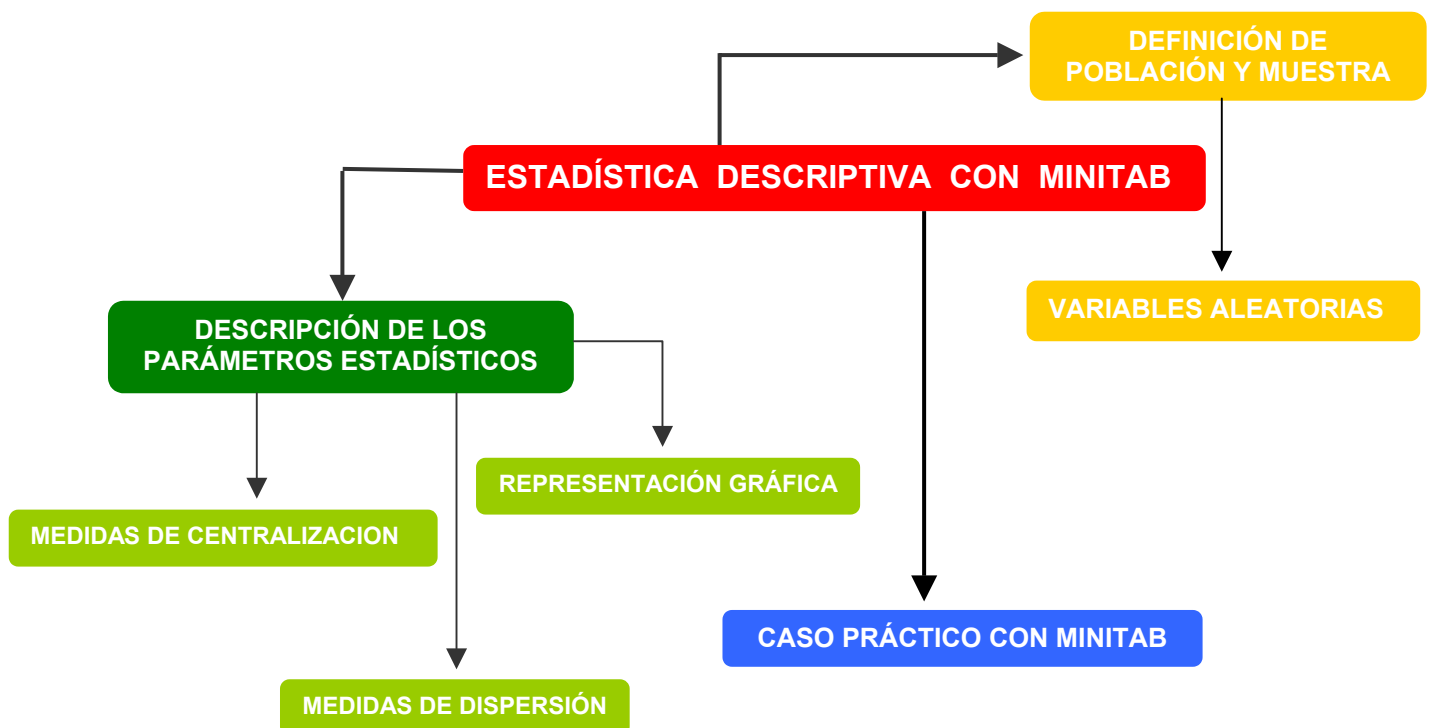 DEFINICIÓN DE
POBLACIÓN Y MUESTRA
ESTADÍSTICA DESCRIPTIVA CON MINITAB
VARIABLES ALEATORIAS
DESCRIPCIÓN DE LOS
PARÁMETROS ESTADÍSTICOS
REPRESENTACIÓN GRÁFICA
MEDIDAS DE CENTRALIZACION
CASO PRÁCTICO CON MINITAB
MEDIDAS DE DISPERSIÓN